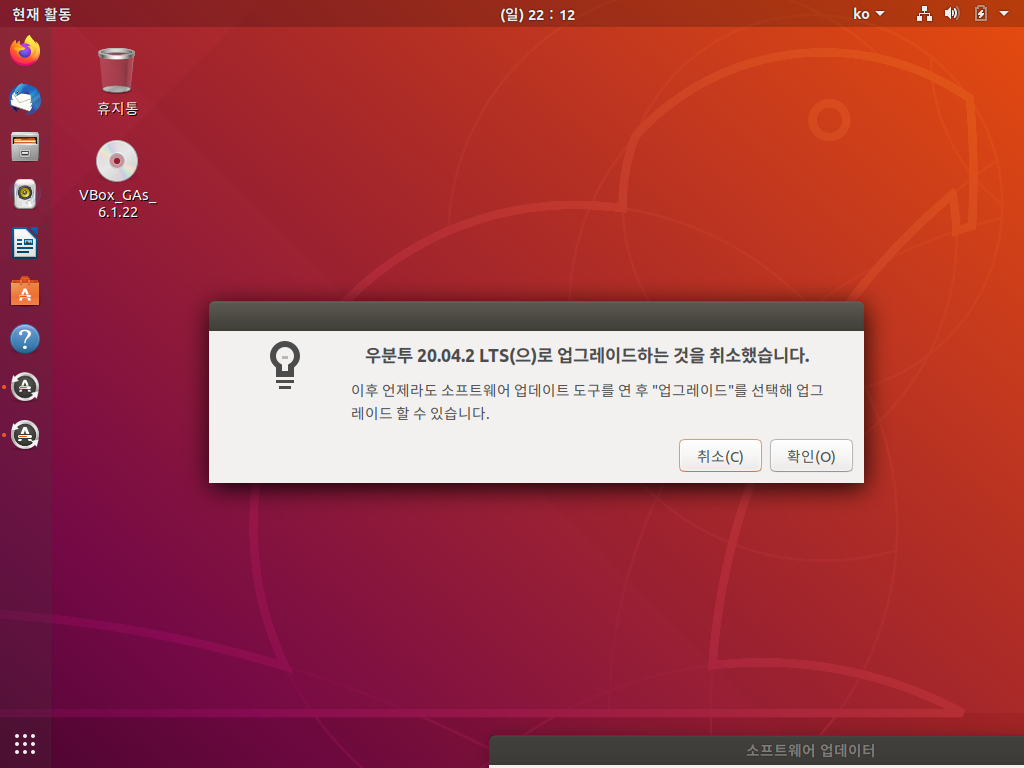 현재 활동
(일) 22 : 12
ko
휴지통
VBox_GAs_
6.1.22
우분투 20.04.2 LTS(으)로 업그레이드하는 것을 취소했습니다.
이후 언제라도 소프트웨어 업데이트 도구를 연 후 "업그레이드"를 선택해 업그
레이드 할 수 있습니다.
취소(C)
확인(O)
소프트웨어 업데이터